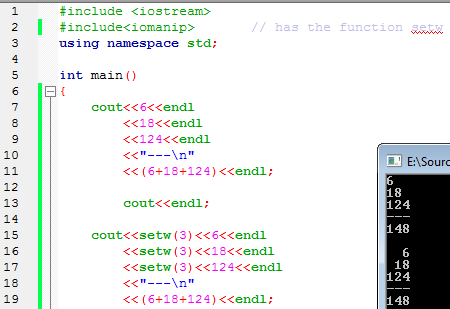 1 #include <iostream>
2 #include<iomanip> // has the function setw
3 using namespace std;
4
5 int main()
6 {
7 cout<<6<<endl
8 <<18<<endl
9 <<124<<endl
10 <<"---\n"
11 <<(6+18+124)<<endl;
12
13 cout<<endl;
14
15 cout<<setw(3)<<6<<endl
16 <<setw(3)<<18<<endl
17 <<setw(3)<<124<<endl
18 <<"---\n"
19 <<(6+18+124)<<endl;
E:\Sourc
6
18
124
---
148
6
18
124
---
148